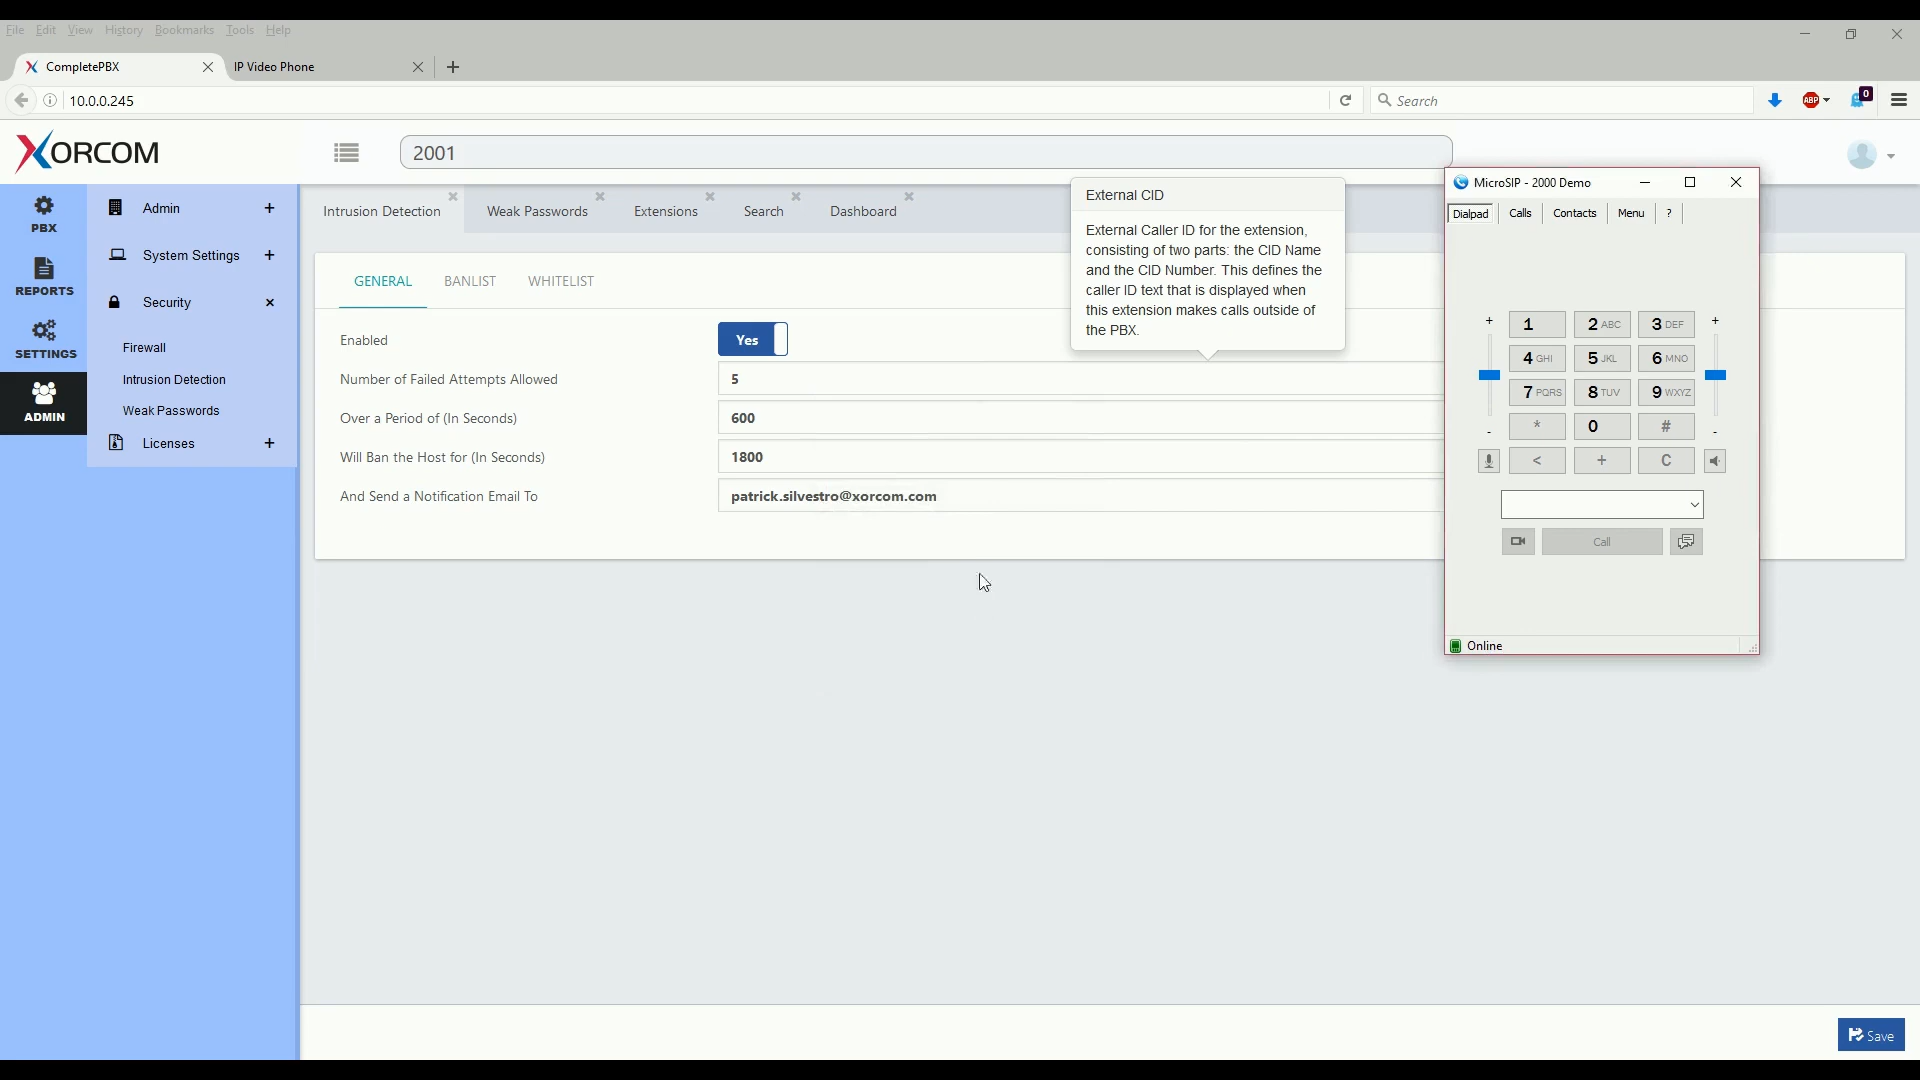 File Edit View History Bookmarks Tools Help
CompletePBX
IP Video Phone
10.0.0.245
Search
ABP
0
XORCOM
2001
PBX
REPORTS
SETTINGS
ADMIN
Admin +
System Settings +
Security ×
Firewall
Intrusion Detection
Weak Passwords
Licenses +
Intrusion Detection
Weak Passwords
Extensions
Search
Dashboard
GENERAL BANLIST WHITELIST
Enabled Yes
Number of Failed Attempts Allowed 5
Over a Period of (In Seconds) 600
Will Ban the Host for (In Seconds) 1800
And Send a Notification Email To patrick.silvestro@xorcom.com
External CID
External Caller ID for the extension,
consisting of two parts: the CID Name
and the CID Number. This defines the
caller ID text that is displayed when
this extension makes calls outside of
the PBX.
MicroSIP - 2000 Demo
Dialpad Calls Contacts Menu ?
+ 1 2 ABC 3 DEF +
4 GHI 5 JKL 6 MNO
7 PQRS 8 TUV 9 WXYZ
- * 0 # -
< + C
Call
Online
Save